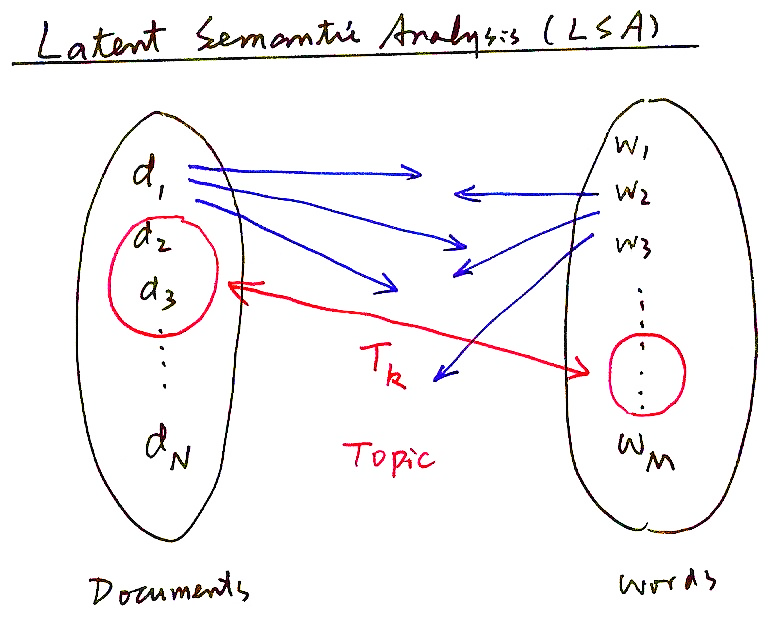 Latent Semantic Analysis (LSA)
d1
d2
d3
dN
Documents
Tk
Topic
w1
w2
w3
wM
words